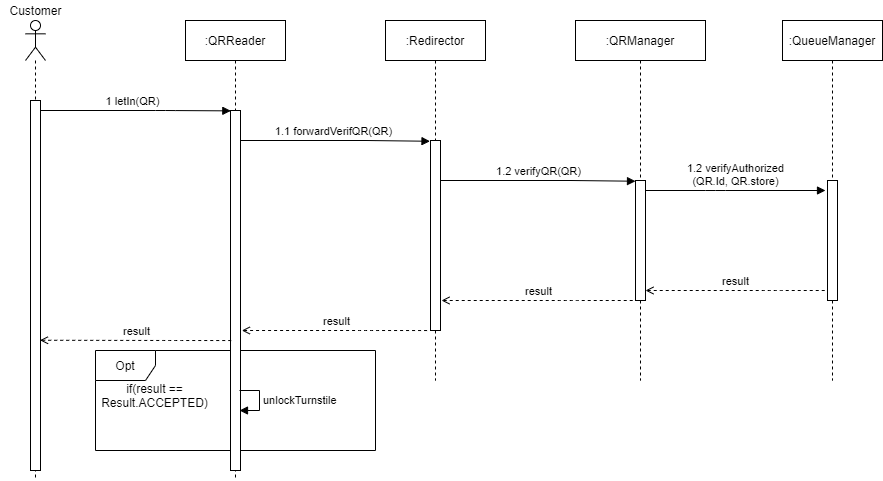 Customer
:QRReader
:Redirector
:QRManager
:QueueManager
1 letIn(QR)
1.1 forwardVerifQR(QR)
1.2 verifyQR(QR)
1.2 verifyAuthorized
(QR.Id, QR.store)
result
result
result
result
Opt
if(result ==
Result.ACCEPTED)
unlockTurnstile